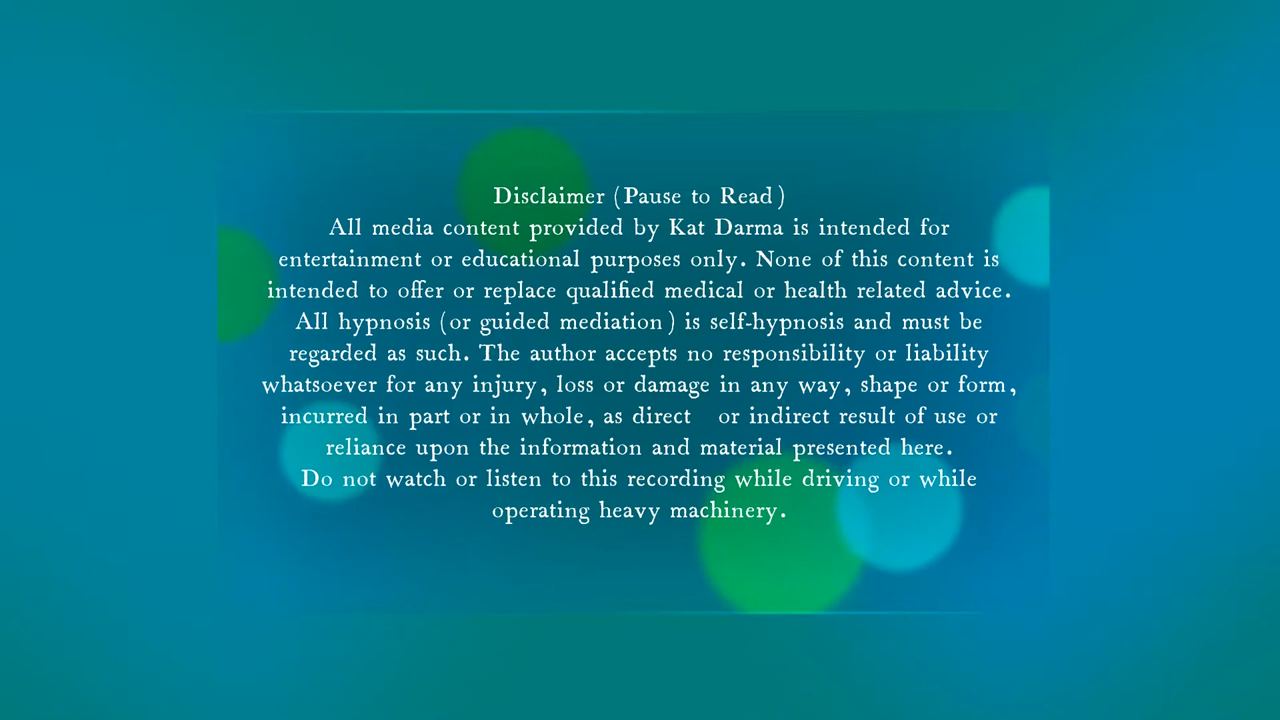 Disclaimer (Pause to Read)
All media content provided by Kat Darma is intended for
entertainment or educational purposes only. None of this content is
intended to offer or replace qualified medical or health related advice.
All hypnosis (or guided mediation) is self-hypnosis and must be
regarded as such. The author accepts no responsibility or liability
whatsoever for any injury, loss or damage in any way, shape or form,
incurred in part or in whole, as direct or indirect result of use or
reliance upon the information and material presented here.
Do not watch or listen to this recording while driving or while
operating heavy machinery.